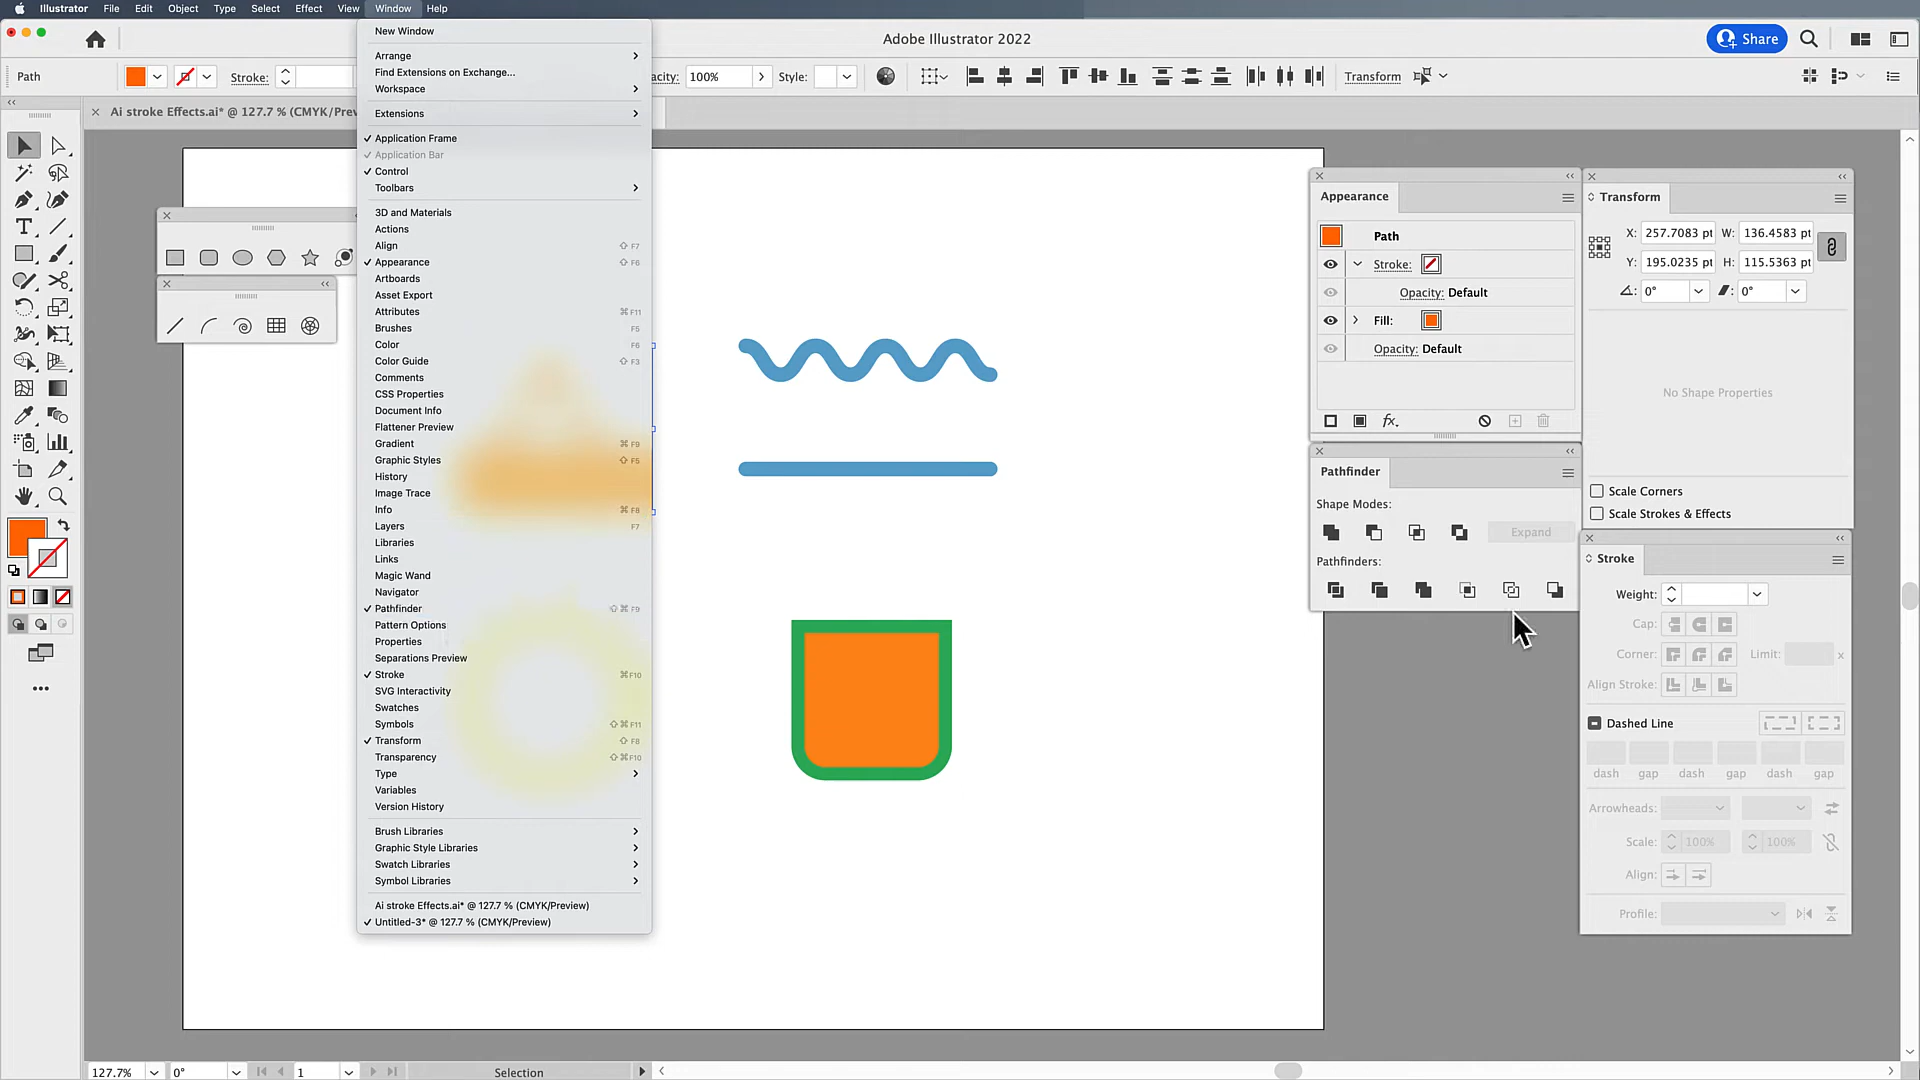 Illustrator File Edit Object Type Select Effect View Window Help
Adobe Illustrator 2022
Share
Path Stroke: acity: 100% Style: Transform
Ai stroke Effects.ai* @ 127.7 % (CMYK/Prev
New Window
Arrange
Find Extensions on Exchange...
Workspace
Extensions
Application Frame
Application Bar
Control
Toolbars
3D and Materials
Actions
Align ⇧ F7
Appearance ⇧ F6
Artboards
Asset Export
Attributes ⌘ F11
Brushes F5
Color F6
Color Guide ⇧ F3
Comments
CSS Properties
Document Info
Flattener Preview
Gradient ⌘ F9
Graphic Styles ⇧ F5
History
Image Trace
Info ⌘ F8
Layers F7
Libraries
Links
Magic Wand
Navigator
Pathfinder ⇧ ⌘ F9
Pattern Options
Properties
Separations Preview
Stroke ⌘F10
SVG Interactivity
Swatches
Symbols ⇧ ⌘ F11
Transform ⇧ F8
Transparency ⇧ ⌘F10
Type
Variables
Version History
Brush Libraries
Graphic Style Libraries
Swatch Libraries
Symbol Libraries
Ai stroke Effects.ai* @ 127.7 % (CMYK/Preview)
Untitled-3* @ 127.7 % (CMYK/Preview)
Appearance
Path
Stroke:
Opacity: Default
Fill:
Opacity: Default
fx.
Pathfinder
Shape Modes:
Expand
Pathfinders:
Transform
X: 257.7083 pt W: 136.4583 pt
Y: 195.0235 pt H: 115.5363 pt
0° 0°
No Shape Properties
Scale Corners
Scale Strokes & Effects
Stroke
Weight:
Cap:
Corner: Limit: x
Align Stroke:
Dashed Line
dash gap dash gap dash gap
Arrowheads:
Scale: 100% 100%
Align:
Profile:
127.7% 0° 1 Selection